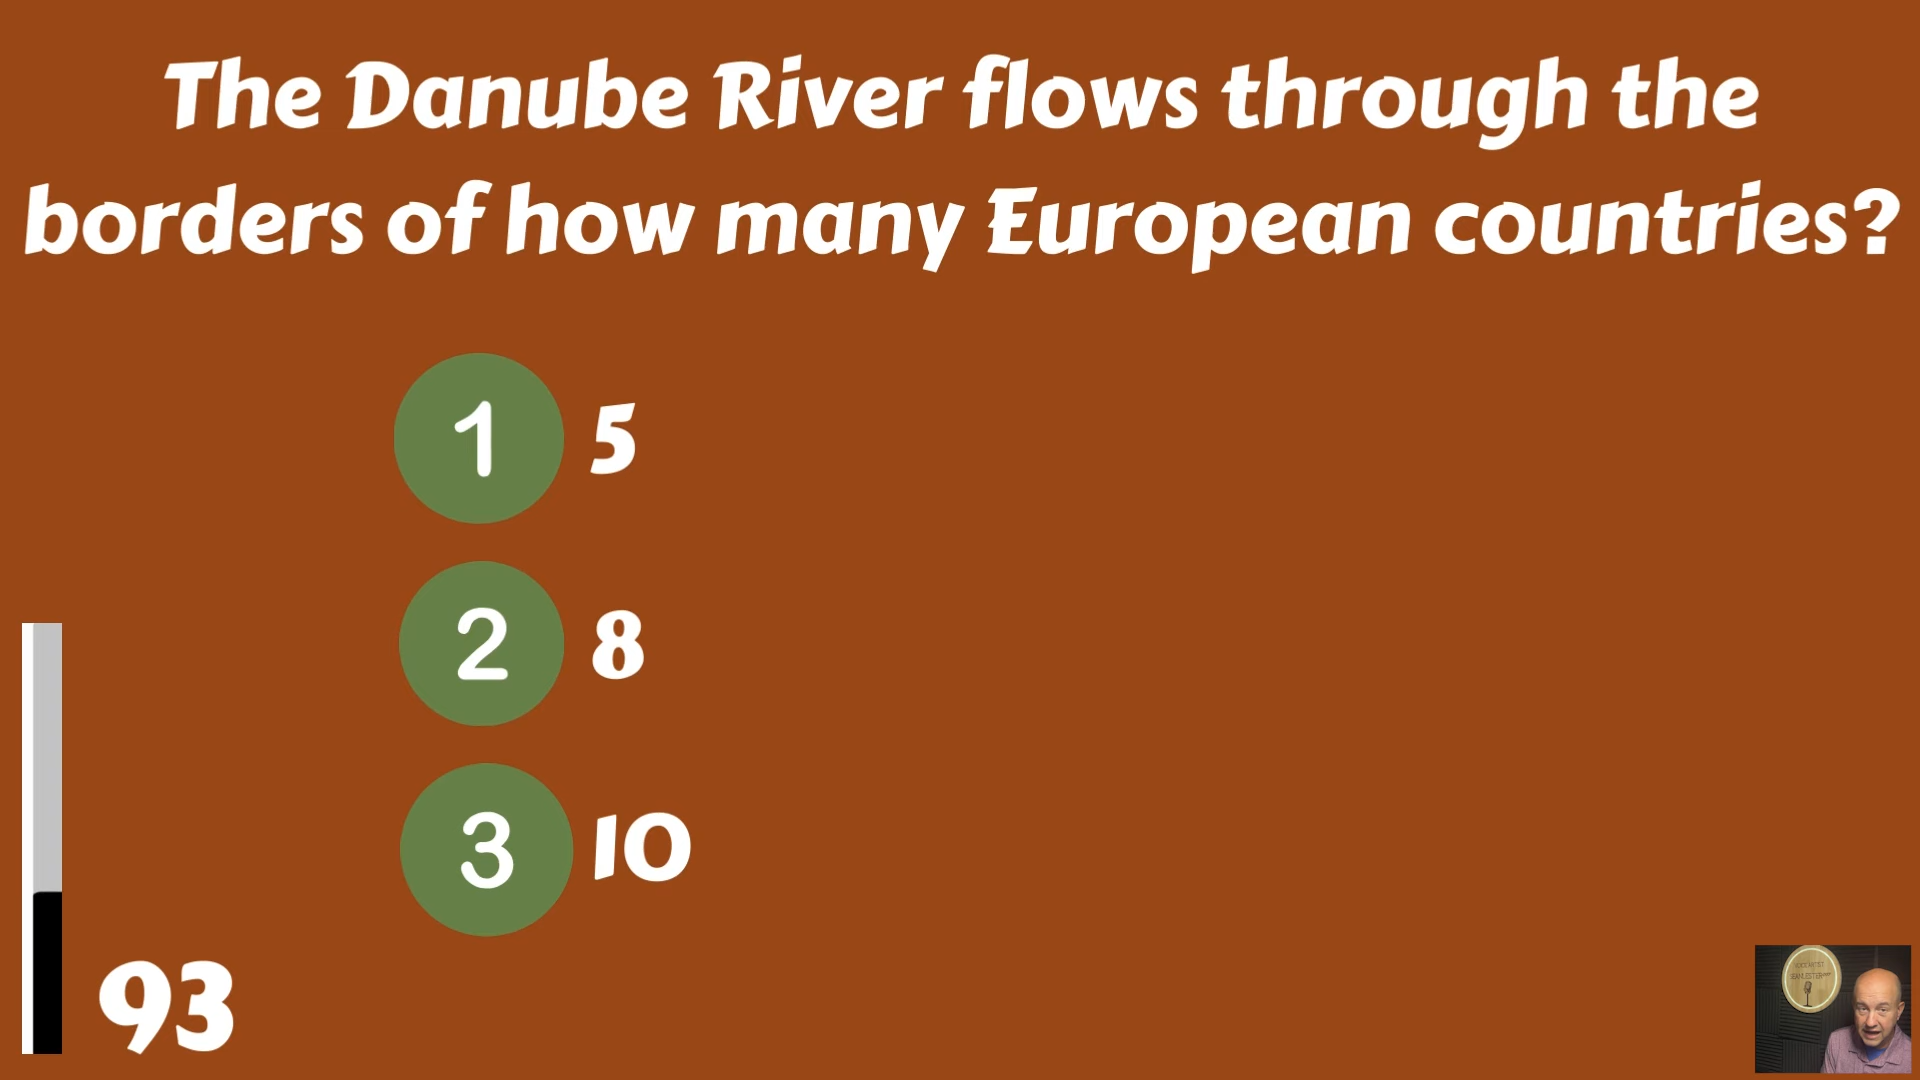 The Danube River flows through the
borders of how many European countries?
1 5
2 8
3 10
93